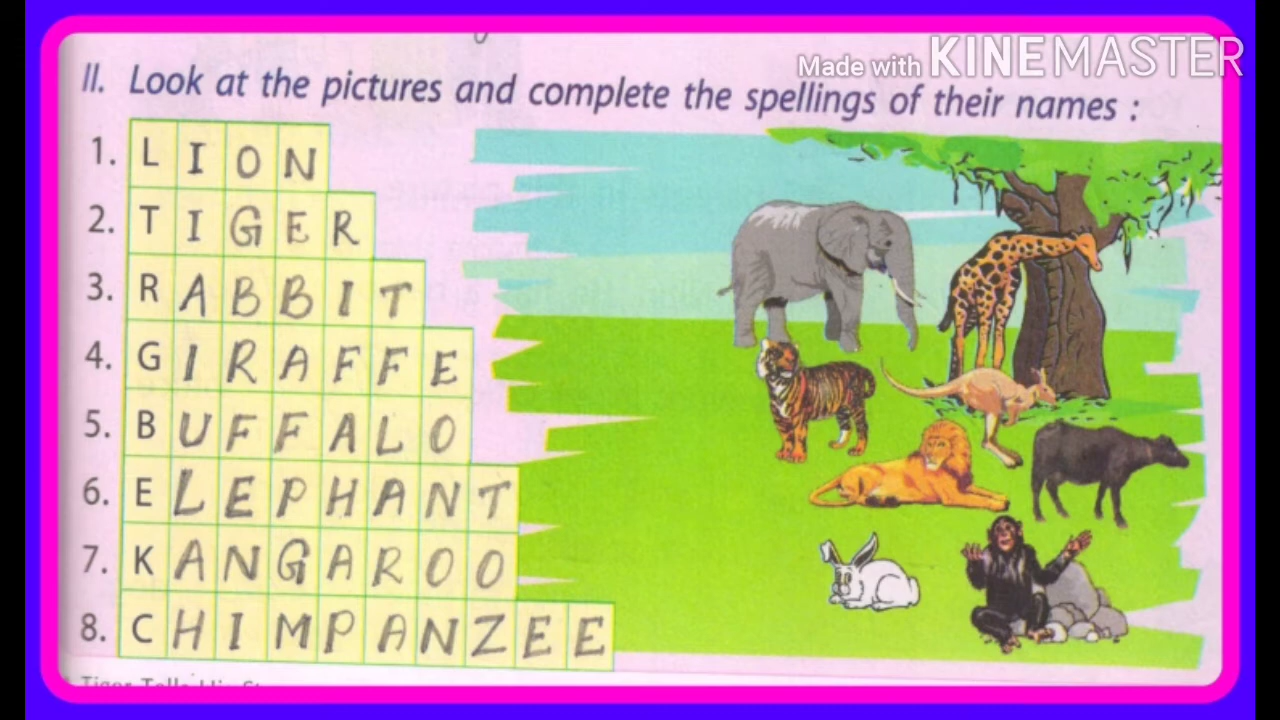 Made with KINEMASTER
II. Look at the pictures and complete the spellings of their names :
1. LION
2. TIGER
3. RABBIT
4. GIRAFFE
5. BUFFALO
6. ELEPHANT
7. KANGAROO
8. CHIMPANZEE